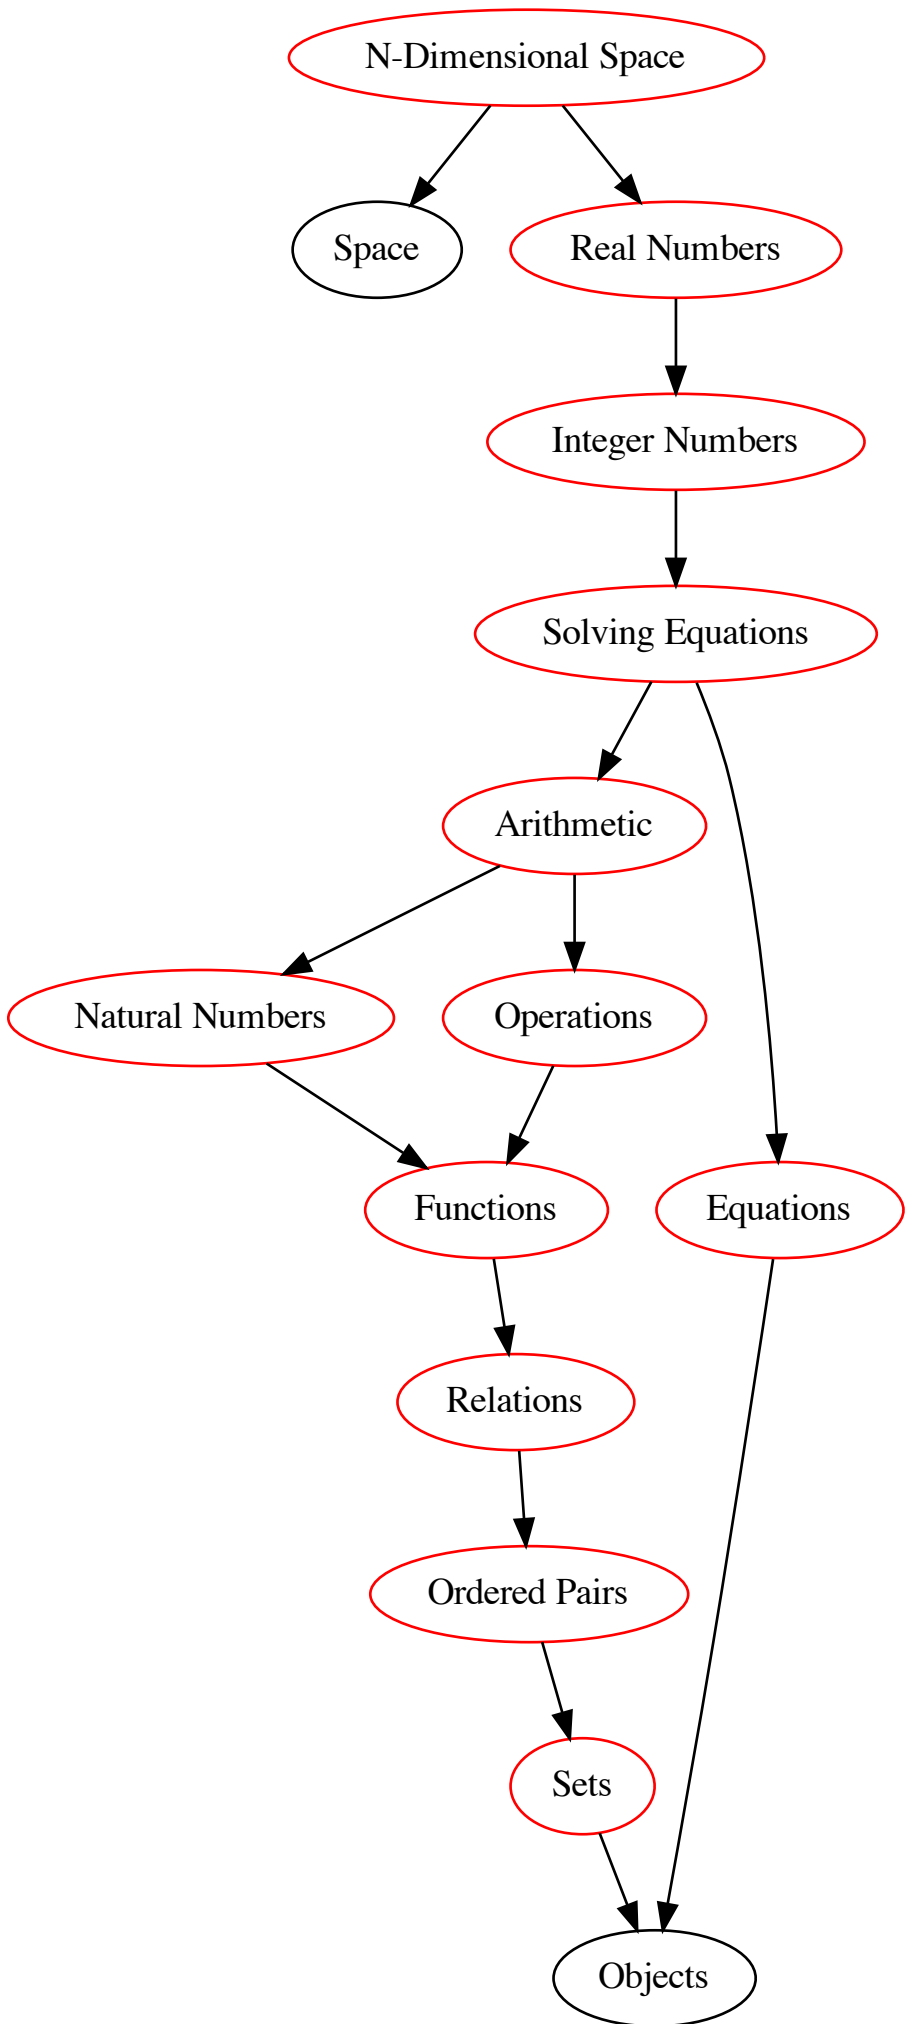 N-Dimensional Space
Space
Real Numbers
Integer Numbers
Solving Equations
Arithmetic
Natural Numbers
Operations
Functions
Equations
Relations
Ordered Pairs
Sets
Objects